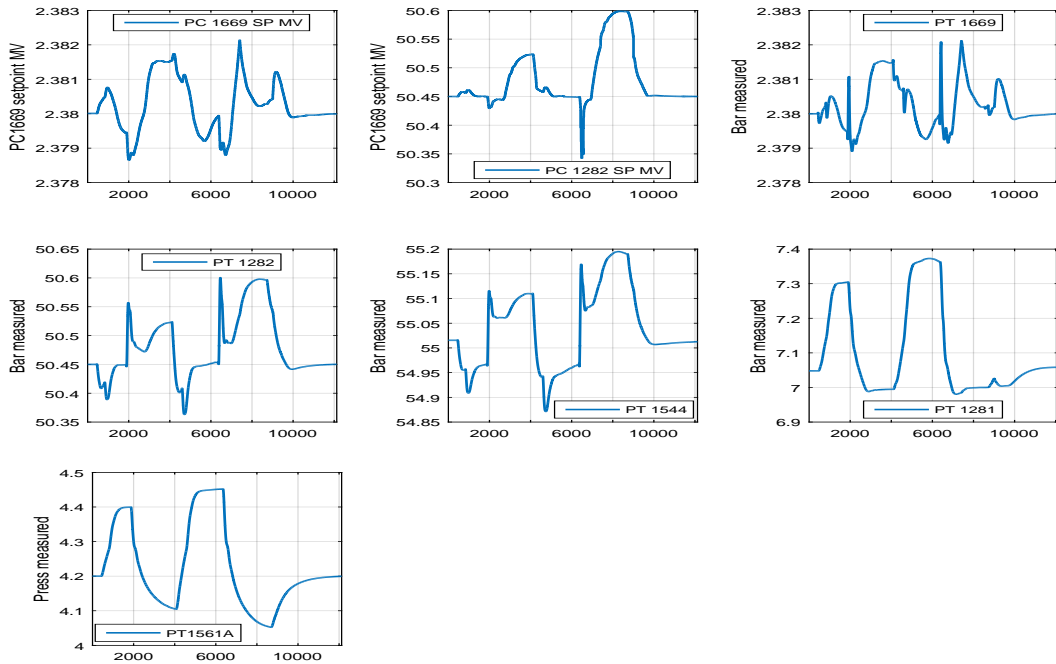 2.383
2.382
2.381
2.38
2.379
2.378
PC1669 setpoint MV
PC 1669 SP MV
2000 6000 10000
50.6
50.55
50.5
50.45
50.4
50.35
50.3
PC1669 setpoint MV
PC 1282 SP MV
2000 6000 10000
2.383
2.382
2.381
2.38
2.379
2.378
Bar measured
PT 1669
2000 6000 10000
50.65
50.6
50.55
50.5
50.45
50.4
50.35
Bar measured
PT 1282
2000 6000 10000
55.2
55.15
55.1
55.05
55
54.95
54.9
54.85
Bar measured
PT 1544
2000 6000 10000
7.4
7.3
7.2
7.1
7
6.9
Bar measured
PT 1281
2000 6000 10000
4.5
4.4
4.3
4.2
4.1
4
Press measured
PT1561A
2000 6000 10000